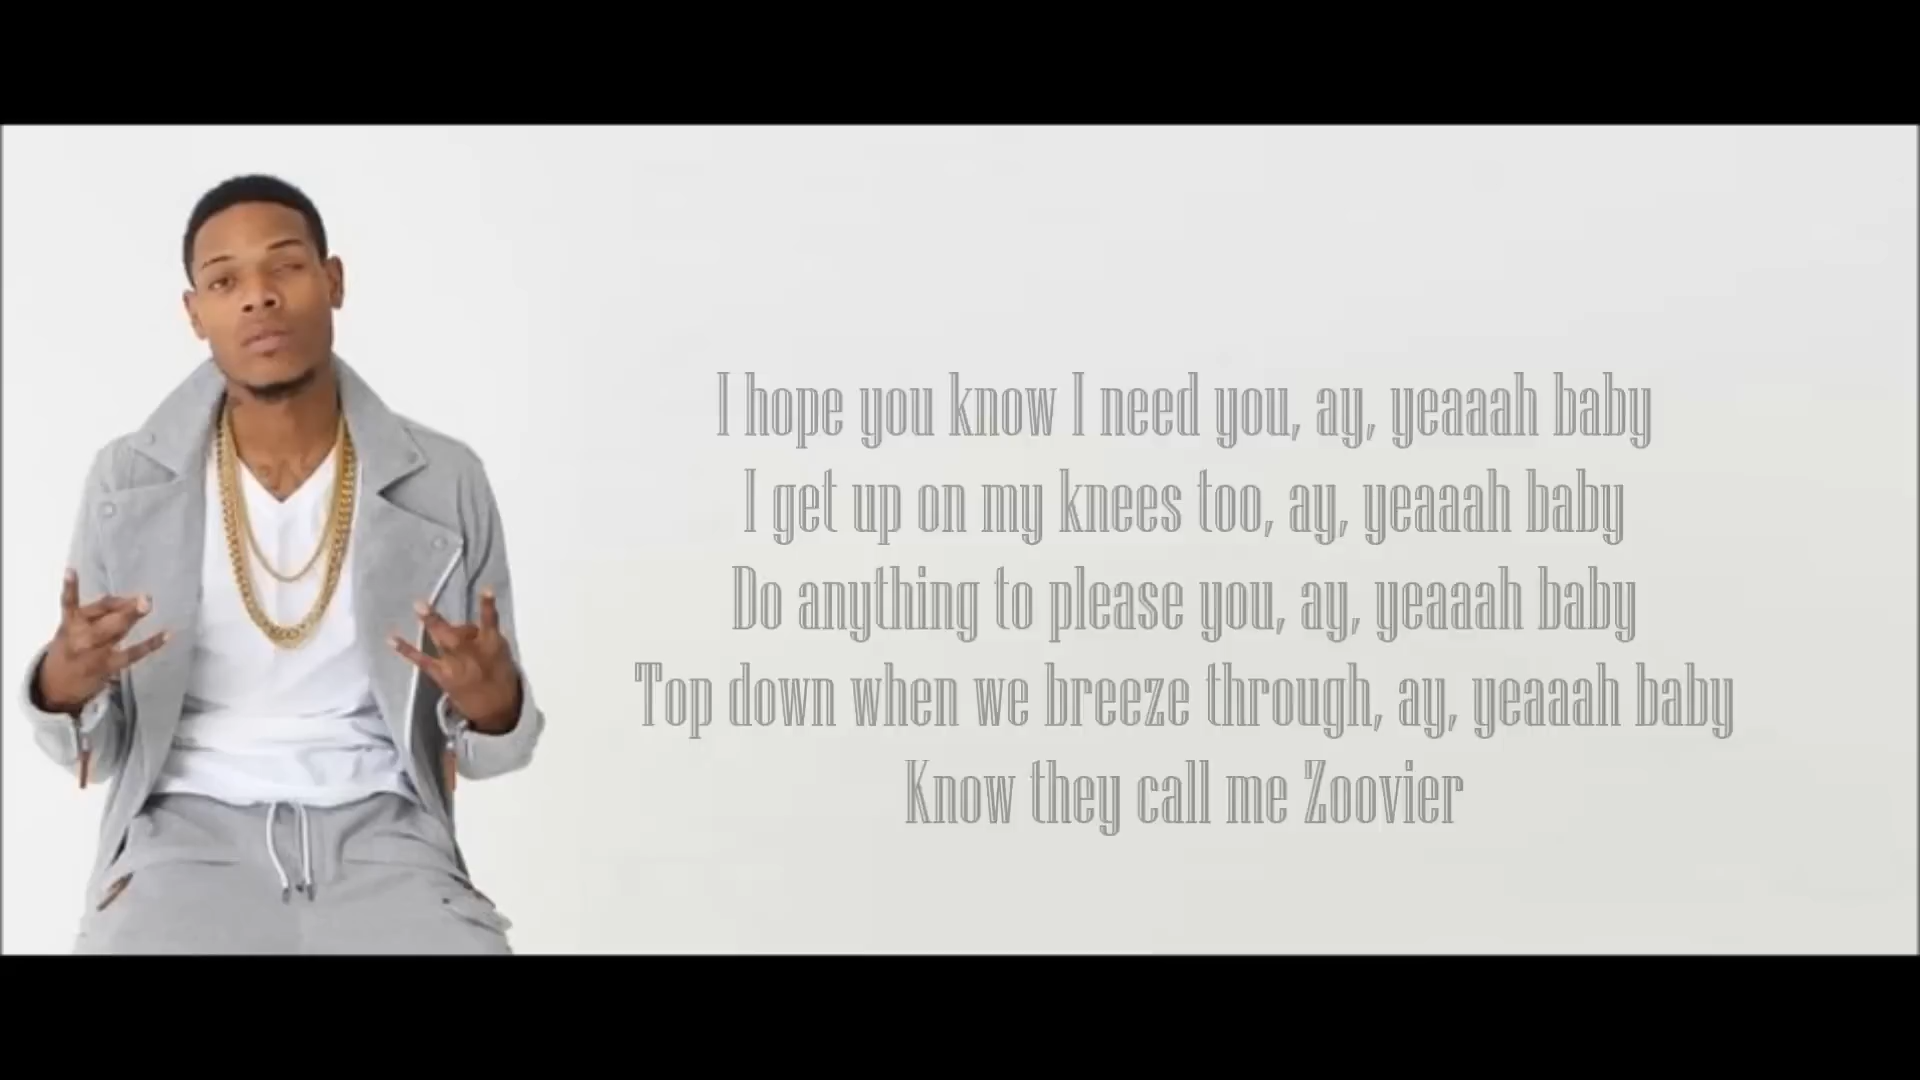 I hope you know I need you, ay, yeaaah baby
I get up on my knees too, ay, yeaaah baby
Do anything to please you, ay, yeaaah baby
Top down when we breeze through, ay, yeaaah baby
Know they call me Zoovier